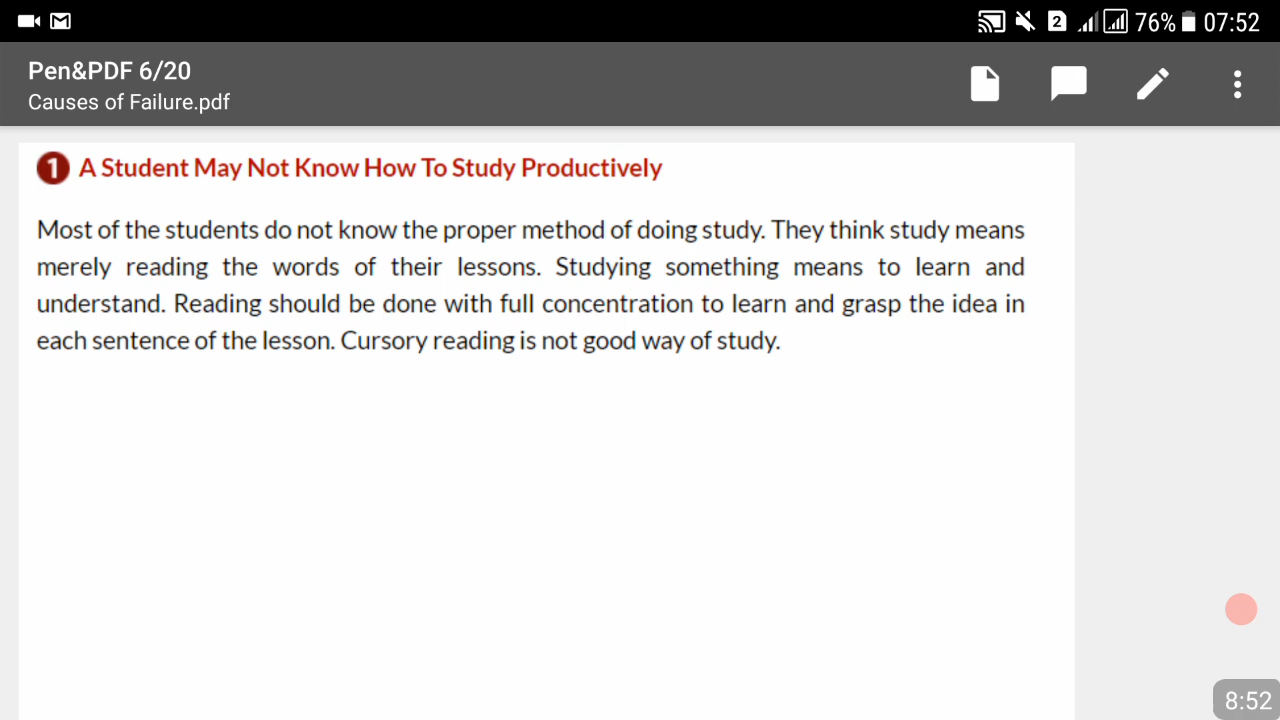 2 76% 07:52
Pen&PDF 6/20
Causes of Failure.pdf
1 A Student May Not Know How To Study Productively
Most of the students do not know the proper method of doing study. They think study means
merely reading the words of their lessons. Studying something means to learn and
understand. Reading should be done with full concentration to learn and grasp the idea in
each sentence of the lesson. Cursory reading is not good way of study.
8:52